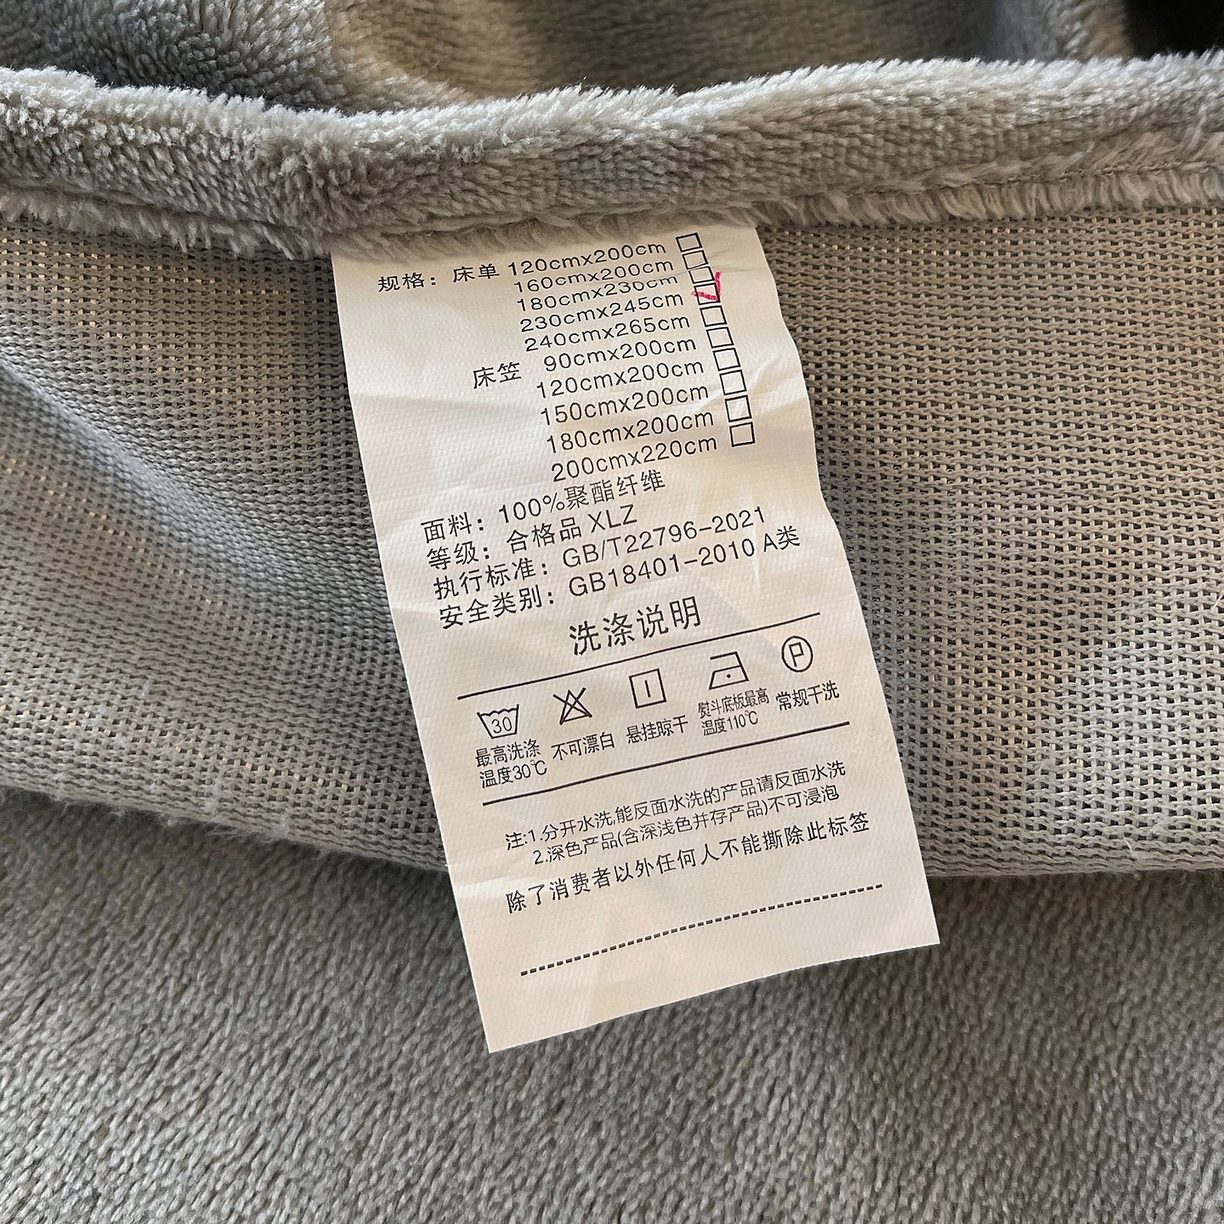 规格：床单 120cmx200cm
160cmx200cm
180cmx230cm
230cmx245cm
240cmx265cm
床笠 90cmx200cm
120cmx200cm
150cmx200cm
180cmx200cm
200cmx220cm
面料：100%聚酯纤维
等级：合格品 XLZ
执行标准：GB/T22796-2021
安全类别：GB18401-2010 A类
洗涤说明
30
P
最高洗涤温度30℃
不可漂白
悬挂晾干
熨斗底板最高温度110℃
常规干洗
注:1.分开水洗,能反面水洗的产品请反面水洗
2.深色产品(含深浅色并存产品)不可浸泡
除了消费者以外任何人不能撕除此标签